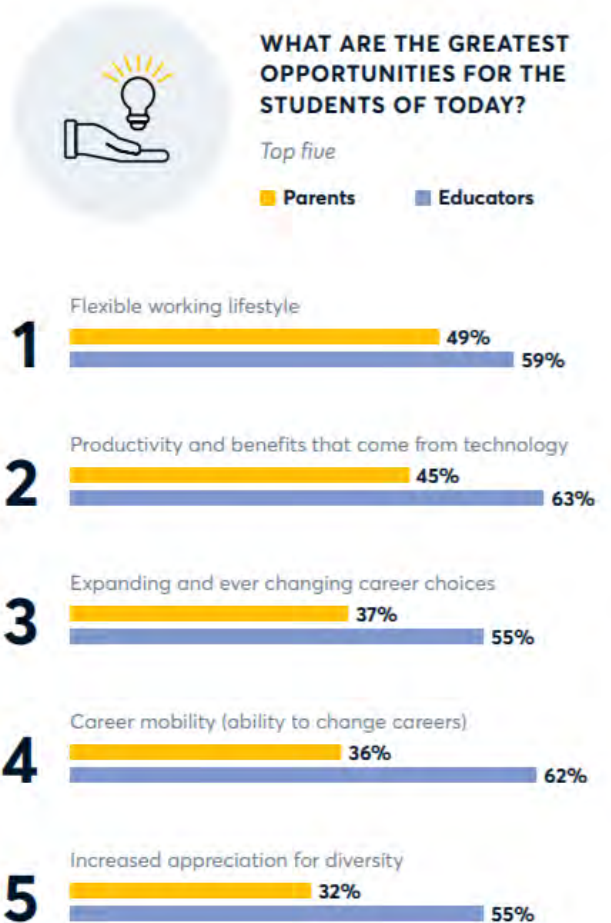 WHAT ARE THE GREATEST
OPPORTUNITIES FOR THE
STUDENTS OF TODAY?
Top five
Parents Educators
1
Flexible working lifestyle
49%
59%
2
Productivity and benefits that come from technology
45%
63%
3
Expanding and ever changing career choices
37%
55%
4
Career mobility (ability to change careers)
36%
62%
5
Increased appreciation for diversity
32%
55%